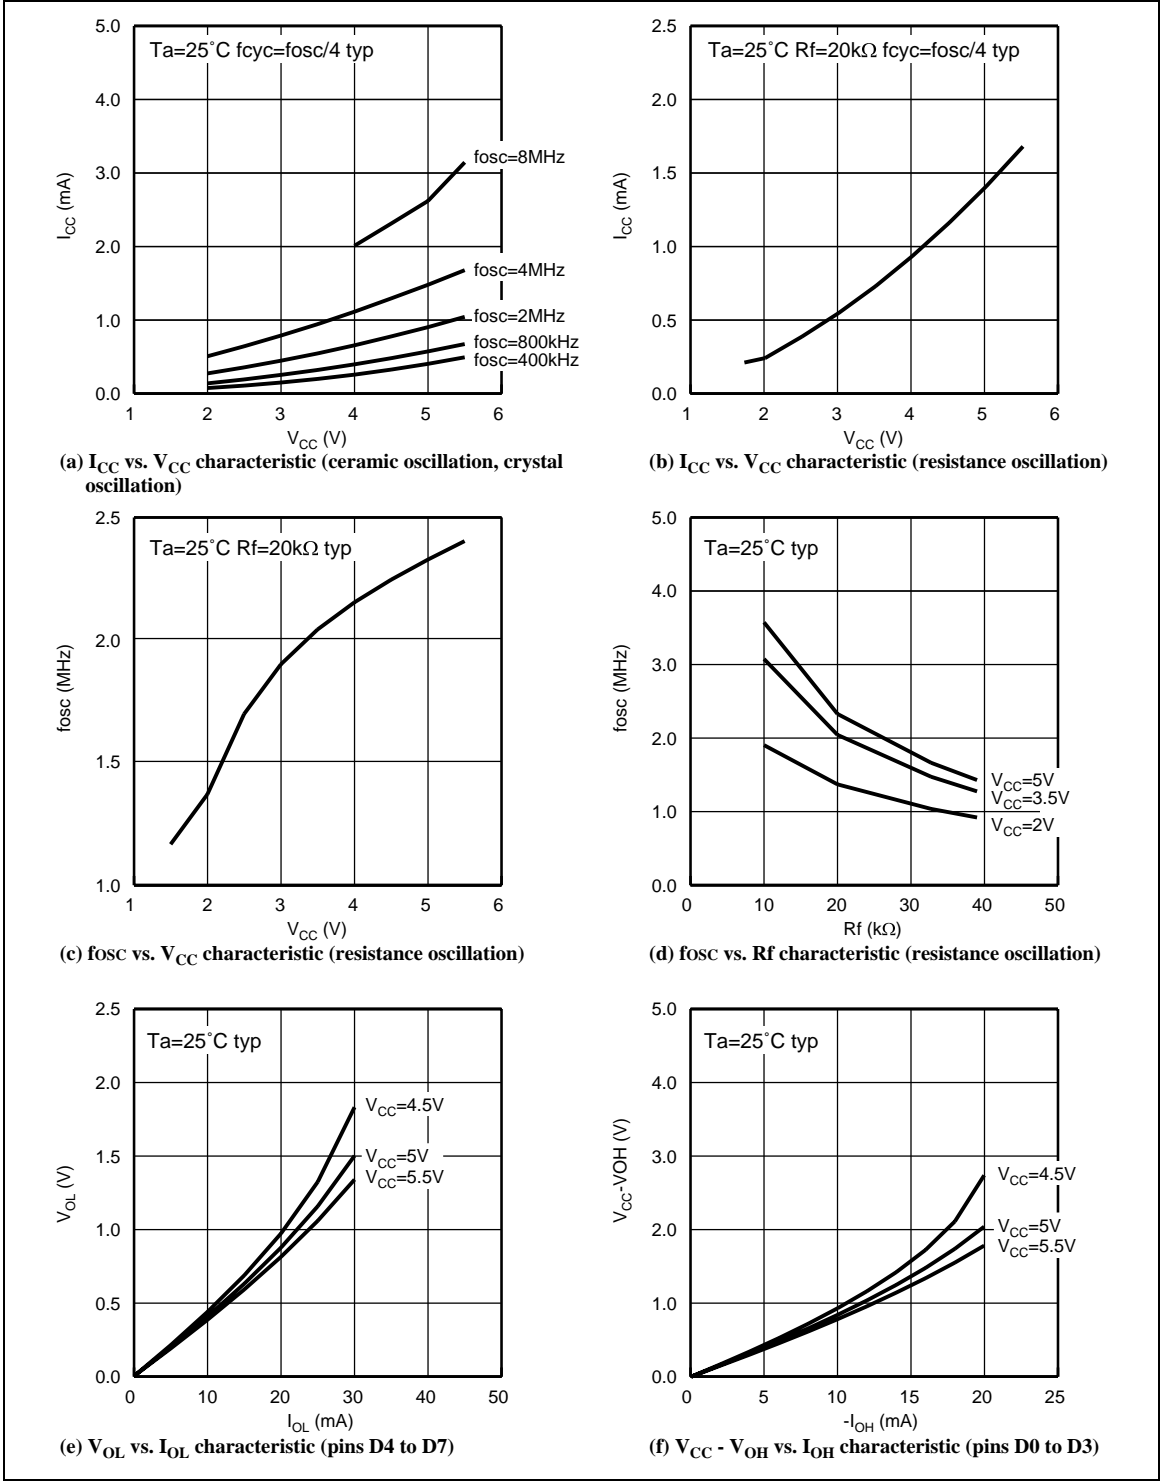 5.0
Ta=25˚C fcyc=fosc/4 typ
4.0
3.0
2.0
1.0
0.0
ICC (mA)
fosc=8MHz
fosc=4MHz
fosc=2MHz
fosc=800kHz
fosc=400kHz
1 2 3 4 5 6
VCC (V)
(a) ICC vs. VCC characteristic (ceramic oscillation, crystal
oscillation)
2.5
Ta=25˚C Rf=20kΩ fcyc=fosc/4 typ
2.0
1.5
1.0
0.5
0.0
ICC (mA)
1 2 3 4 5 6
VCC (V)
(b) ICC vs. VCC characteristic (resistance oscillation)
2.5
Ta=25˚C Rf=20kΩ typ
2.0
1.5
1.0
fosc (MHz)
1 2 3 4 5 6
VCC (V)
(c) fOSC vs. VCC characteristic (resistance oscillation)
5.0
Ta=25˚C typ
4.0
3.0
2.0
1.0
0.0
fosc (MHz)
VCC=5V
VCC=3.5V
VCC=2V
0 10 20 30 40 50
Rf (kΩ)
(d) fOSC vs. Rf characteristic (resistance oscillation)
2.5
Ta=25˚C typ
2.0
1.5
1.0
0.5
0.0
VOL (V)
VCC=4.5V
VCC=5V
VCC=5.5V
0 10 20 30 40 50
IOL (mA)
(e) VOL vs. IOL characteristic (pins D4 to D7)
5.0
Ta=25˚C typ
4.0
3.0
2.0
1.0
0.0
VCC-VOH (V)
VCC=4.5V
VCC=5V
VCC=5.5V
0 5 10 15 20 25
-IOH (mA)
(f) VCC - VOH vs. IOH characteristic (pins D0 to D3)